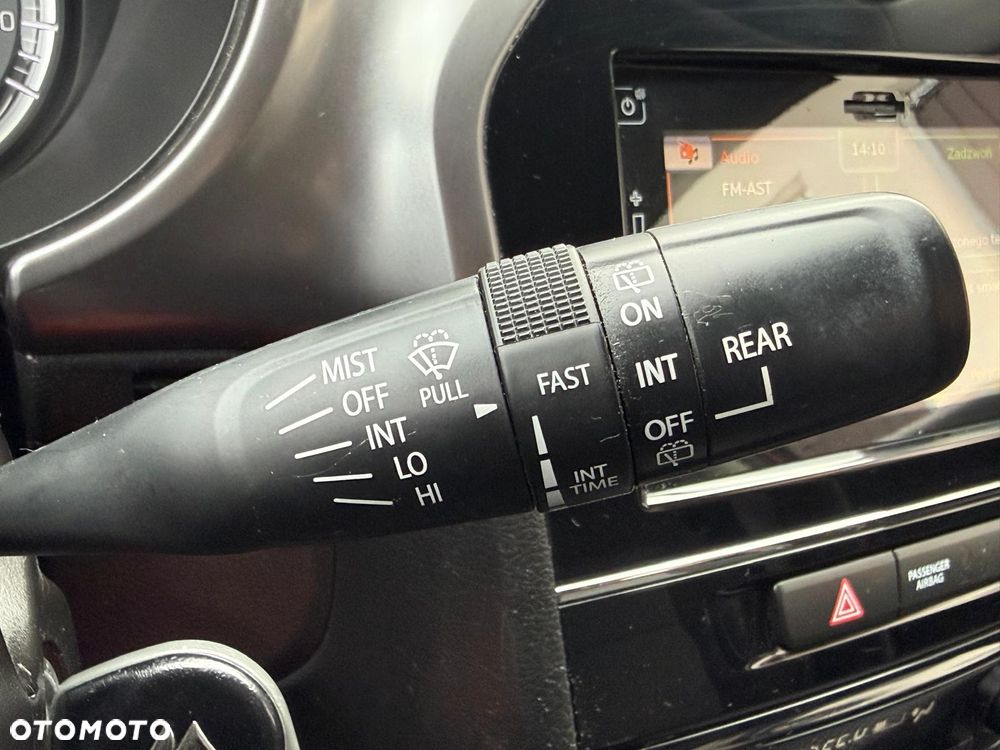 0
Audio
14:10
Zadzwoń
FM-AST
MIST
OFF
INT
LO
HI
PULL
FAST
INT
TIME
ON
INT
OFF
REAR
PASSENGER
AIRBAG
OTOMOTO